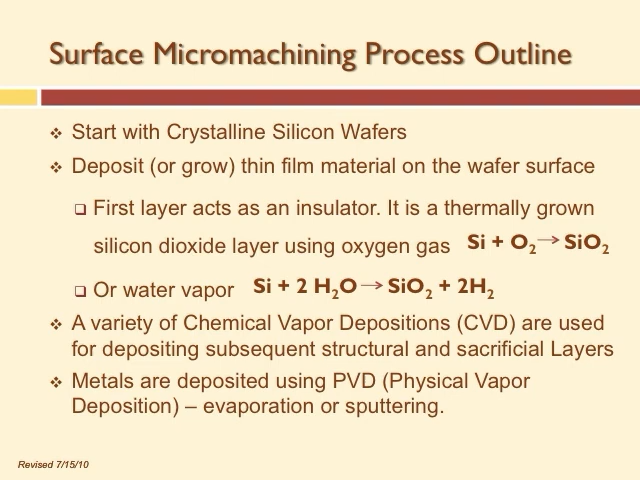 Surface Micromachining Process Outline
❖ Start with Crystalline Silicon Wafers
❖ Deposit (or grow) thin film material on the wafer surface
❑ First layer acts as an insulator. It is a thermally grown
silicon dioxide layer using oxygen gas Si + O₂→ SiO₂
❑ Or water vapor Si + 2 H₂O→ SiO₂ + 2H₂
❖ A variety of Chemical Vapor Depositions (CVD) are used
for depositing subsequent structural and sacrificial Layers
❖ Metals are deposited using PVD (Physical Vapor
Deposition) – evaporation or sputtering.
Revised 7/15/10